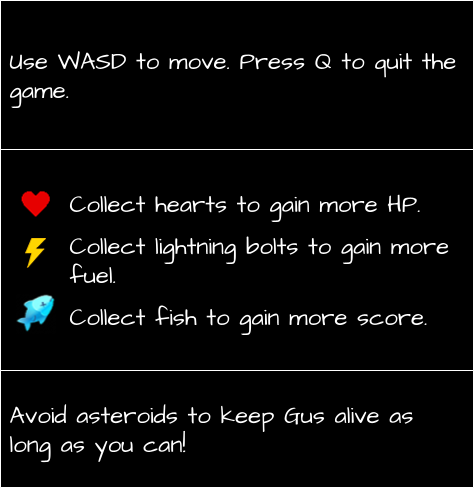 Use WASD to move. Press Q to quit the
game.
Collect hearts to gain more HP.
Collect lightning bolts to gain more
fuel.
Collect fish to gain more score.
Avoid asteroids to keep Gus alive as
long as you can!